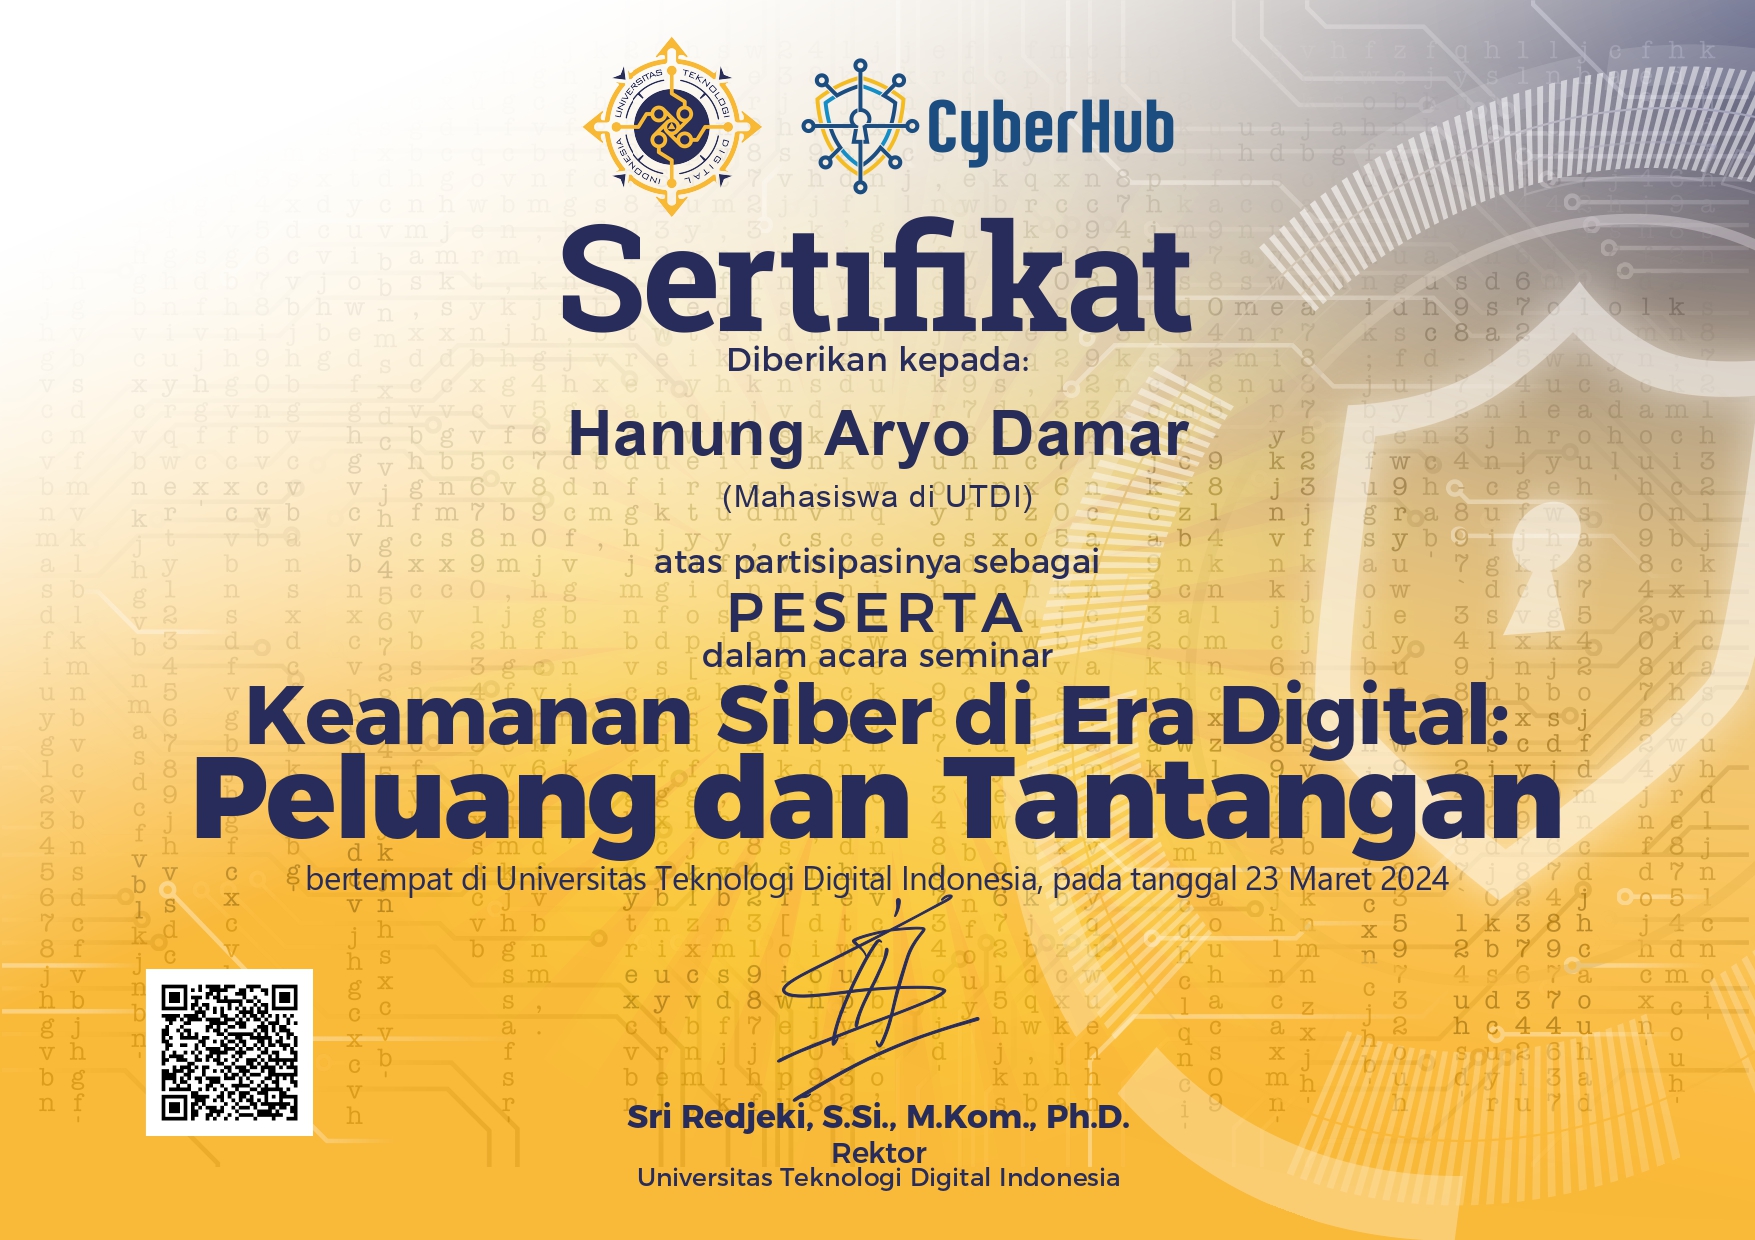 UNIVERSITAS TEKNOLOGI DIGITAL INDONESIA
CyberHub
Sertifikat
Diberikan kepada:
Hanung Aryo Damar
(Mahasiswa di UTDI)
atas partisipasinya sebagai
PESERTA
dalam acara seminar
Keamanan Siber di Era Digital:
Peluang dan Tantangan
bertempat di Universitas Teknologi Digital Indonesia, pada tanggal 23 Maret 2024
Sri Redjeki, S.Si., M.Kom., Ph.D.
Rektor
Universitas Teknologi Digital Indonesia